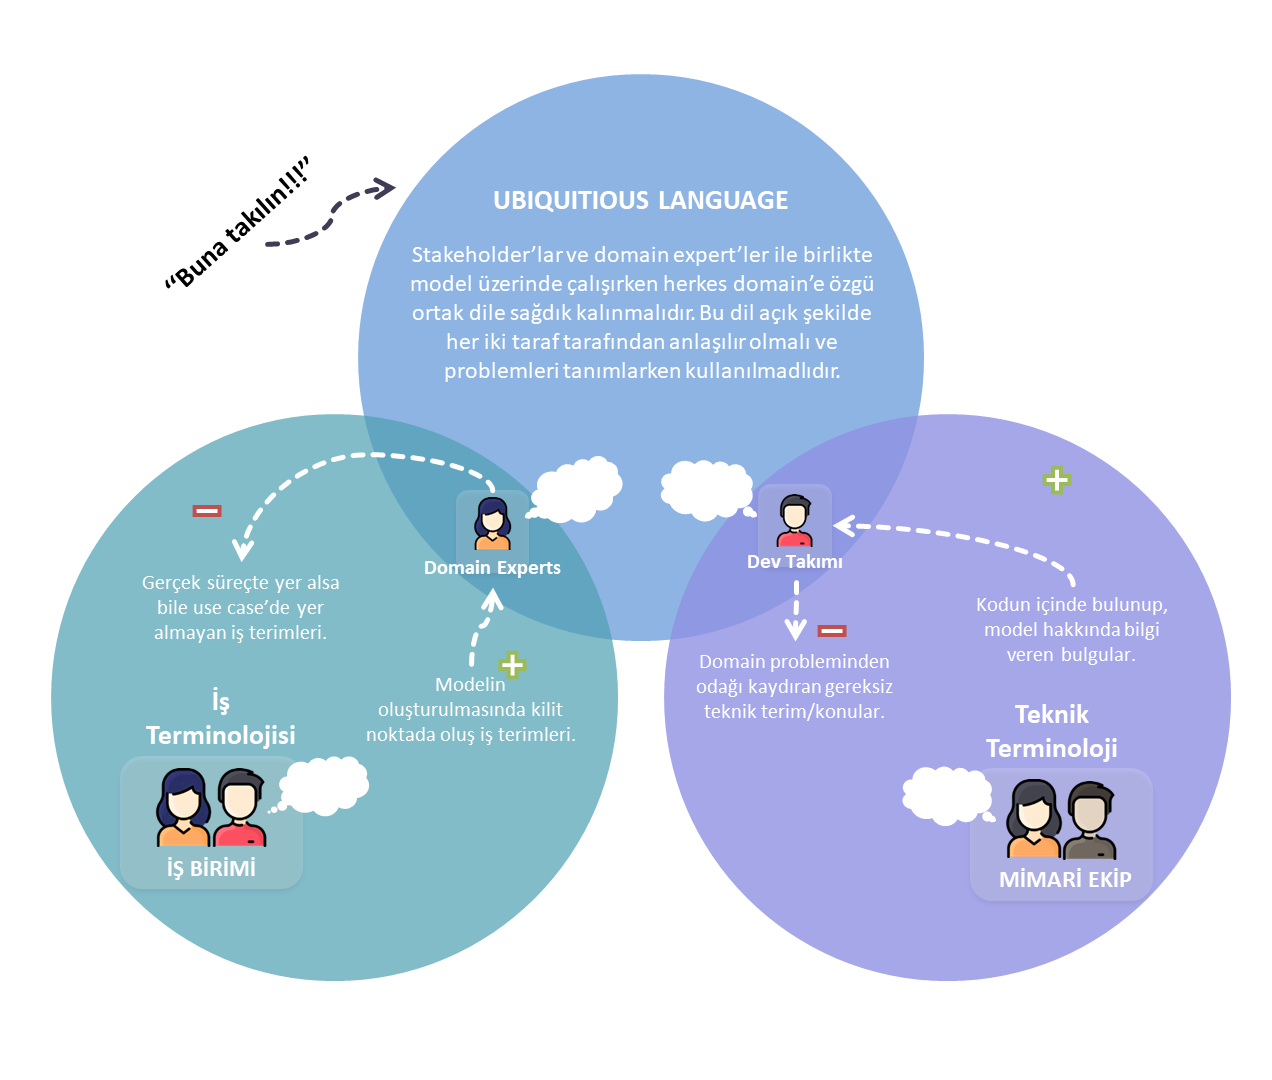 “Buna takılın!!!”
UBIQUITIOUS LANGUAGE
Stakeholder’lar ve domain expert’ler ile birlikte
model üzerinde çalışırken herkes domain’e özgü
ortak dile sağdık kalınmalıdır. Bu dil açık şekilde
her iki taraf tarafından anlaşılır olmalı ve
problemleri tanımlarken kullanılmadlıdır.
Domain Experts
Dev Takımı
Gerçek süreçte yer alsa
bile use case’de yer
almayan iş terimleri.
Modelin
oluşturulmasında kilit
noktada oluş iş terimleri.
İş
Terminolojisi
İŞ BİRİMİ
Domain probleminden
odağı kaydıran gereksiz
teknik terim/konular.
Kodun içinde bulunup,
model hakkında bilgi
veren bulgular.
Teknik
Terminoloji
MİMARİ EKİP